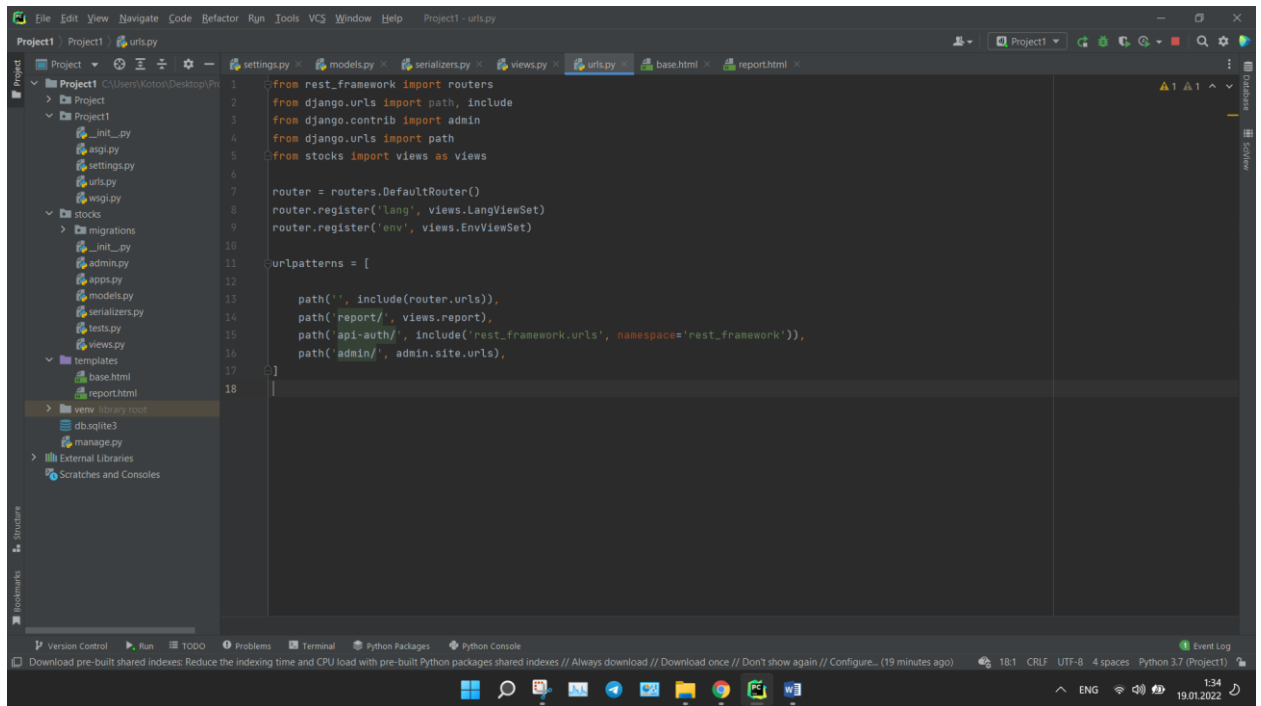 File Edit View Navigate Code Refactor Run Tools VCS Window Help Project1 - urls.py
Project1 Project1 urls.py Project1
Project settings.py models.py serializers.py views.py urls.py base.html report.html
Project
Project1 C:\Users\Kotos\Desktop\Pr
Project
Project1
__init__.py
asgi.py
settings.py
urls.py
wsgi.py
stocks
migrations
__init__.py
admin.py
apps.py
models.py
serializers.py
tests.py
views.py
templates
base.html
report.html
venv library root
db.sqlite3
manage.py
External Libraries
Scratches and Consoles
Structure
Bookmarks
1 from rest_framework import routers
2 from django.urls import path, include
3 from django.contrib import admin
4 from django.urls import path
5 from stocks import views as views
6
7 router = routers.DefaultRouter()
8 router.register('lang', views.LangViewSet)
9 router.register('env', views.EnvViewSet)
10
11 urlpatterns = [
12
13 path('', include(router.urls)),
14 path('report/', views.report),
15 path('api-auth/', include('rest_framework.urls', namespace='rest_framework')),
16 path('admin/', admin.site.urls),
17 ]
18
1 1
Database
SciView
Version Control Run TODO Problems Terminal Python Packages Python Console 1 Event Log
Download pre-built shared indexes: Reduce the indexing time and CPU load with pre-built Python packages shared indexes // Always download // Download once // Don't show again // Configure... (19 minutes ago) 18:1 CRLF UTF-8 4 spaces Python 3.7 (Project1)
PC W
ENG 1:34
19.01.2022